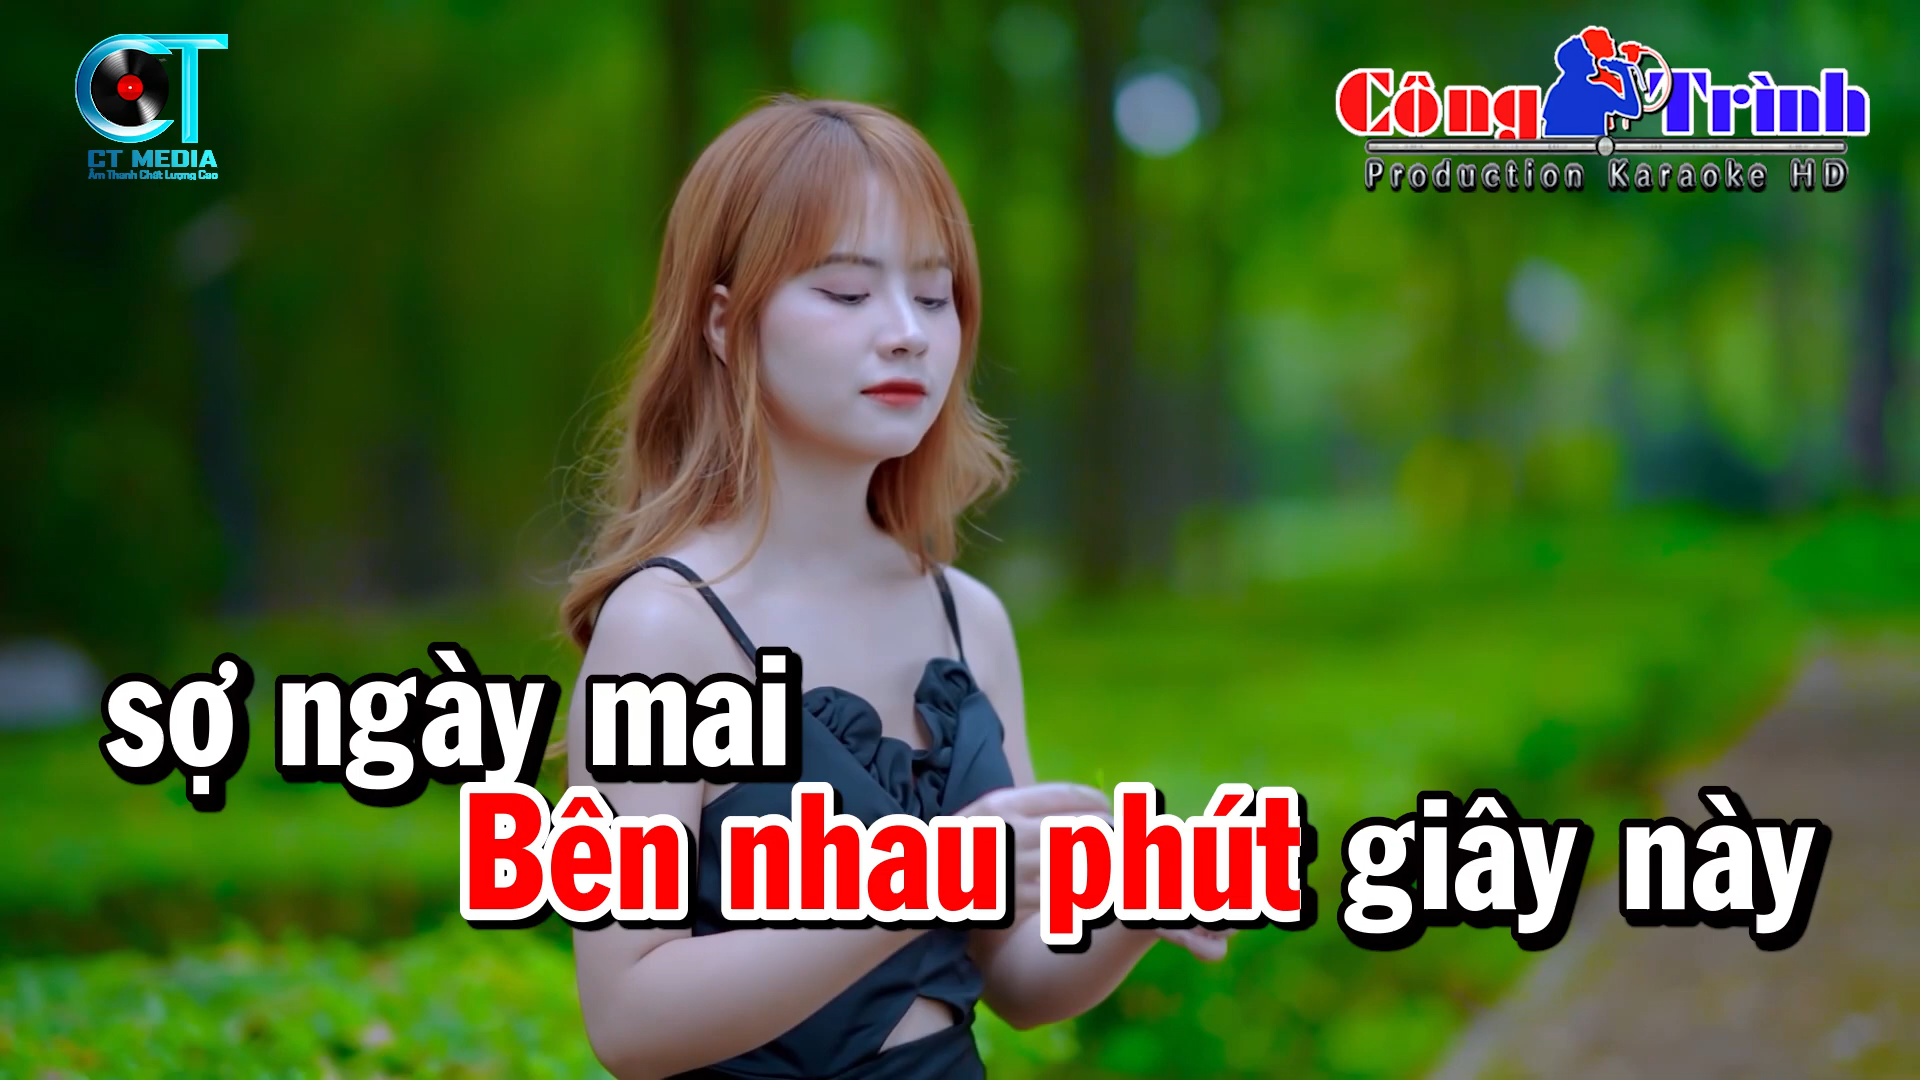 CT
CT MEDIA
Âm Thanh Chất Lượng Cao
Công Trình
Production Karaoke HD
sợ ngày mai
Bên nhau phút giây này